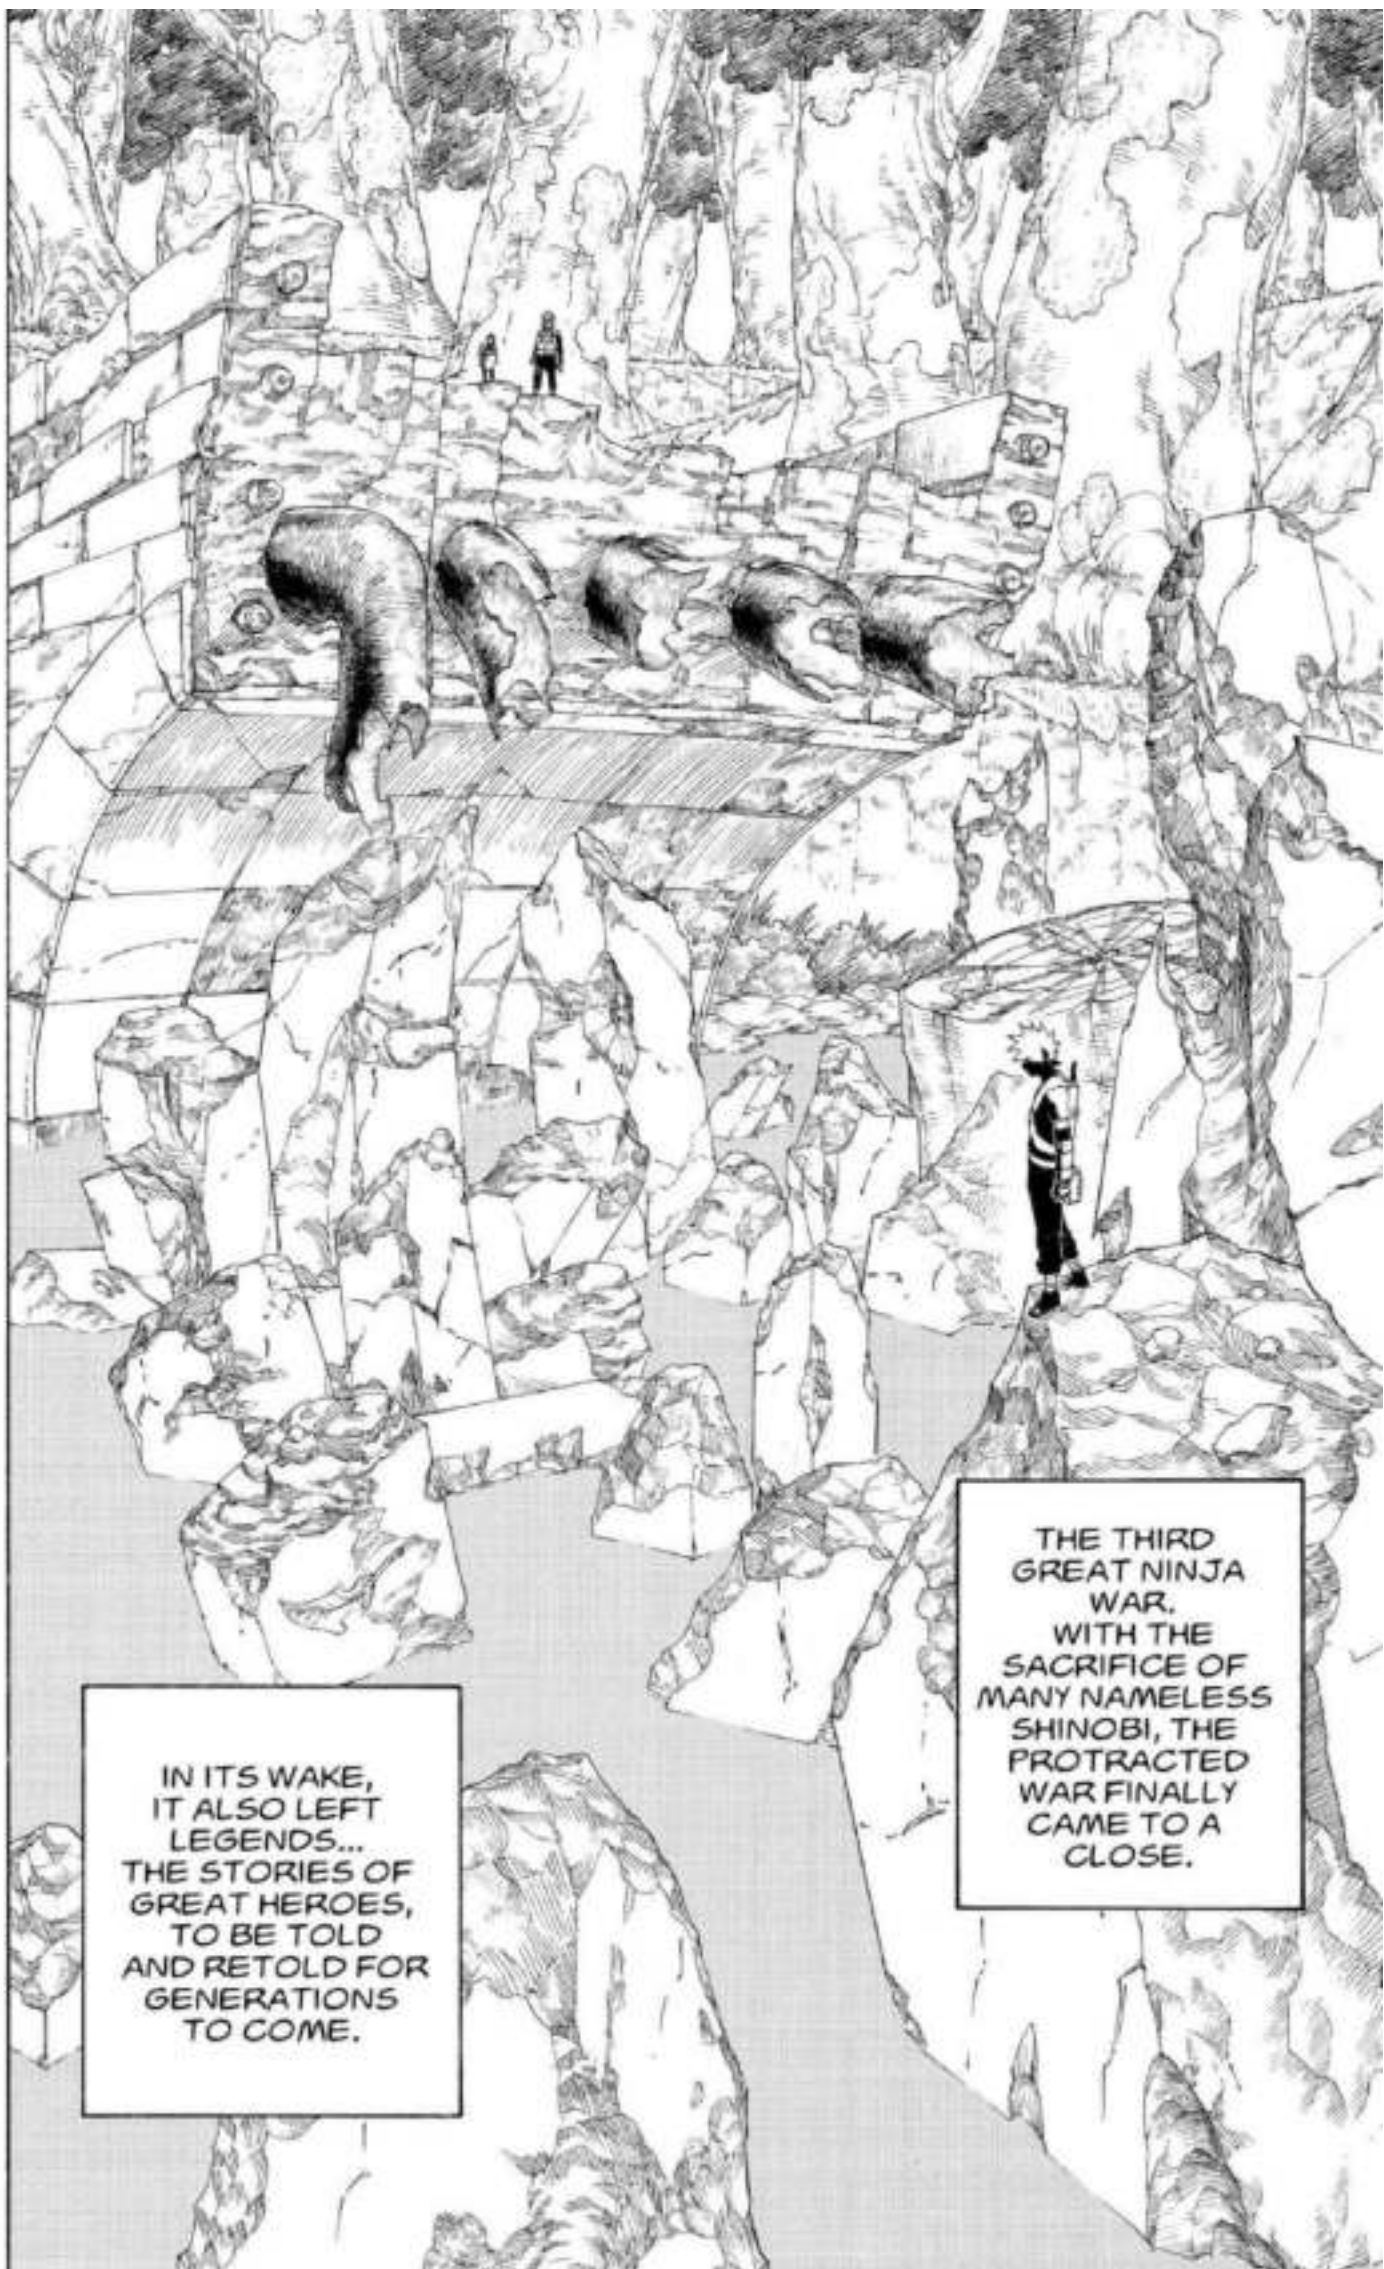 THE THIRD
GREAT NINJA
WAR.
WITH THE
SACRIFICE OF
MANY NAMELESS
SHINOBI, THE
PROTRACTED
WAR FINALLY
CAME TO A
CLOSE.
IN ITS WAKE,
IT ALSO LEFT
LEGENDS...
THE STORIES OF
GREAT HEROES,
TO BE TOLD
AND RETOLD FOR
GENERATIONS
TO COME.